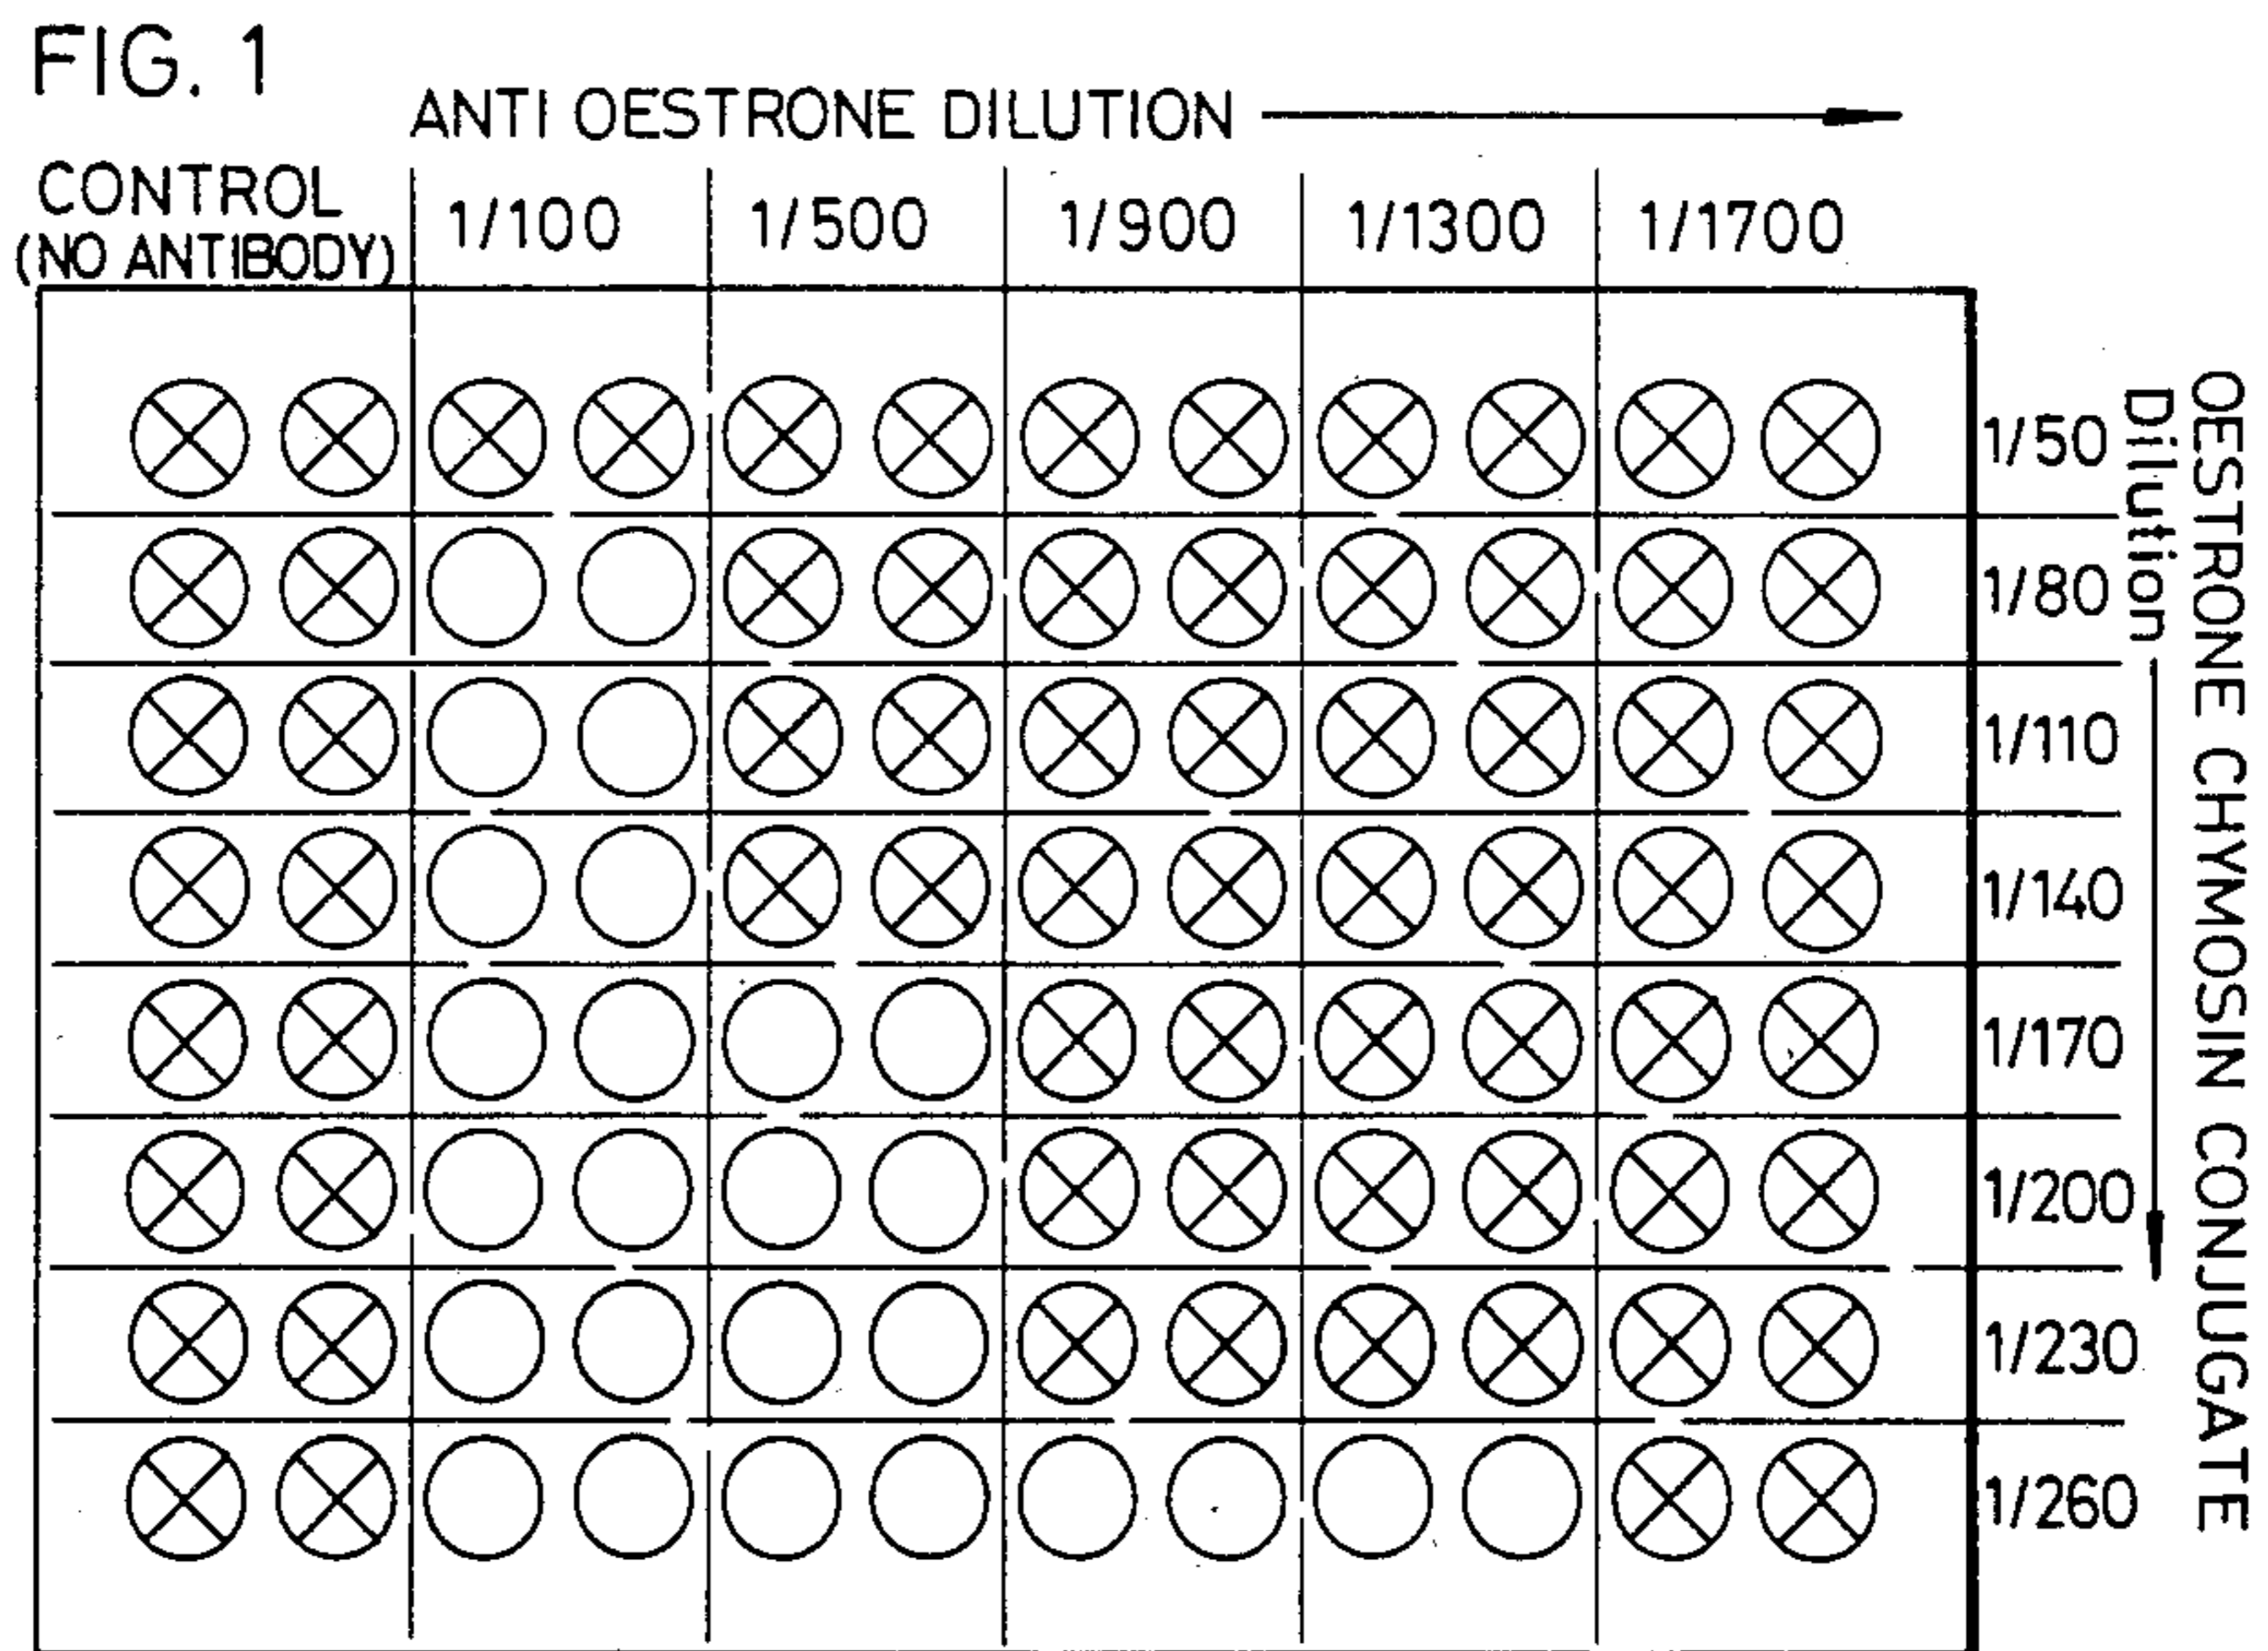 FIG. 1
ANTI OESTRONE DILUTION
CONTROL
(NO ANTIBODY)
1/100
1/500
1/900
1/1300
1/1700
1/50
1/80
1/110
1/140
1/170
1/200
1/230
1/260
OESTRONE CHYMOSIN CONJUGATE
Dilution